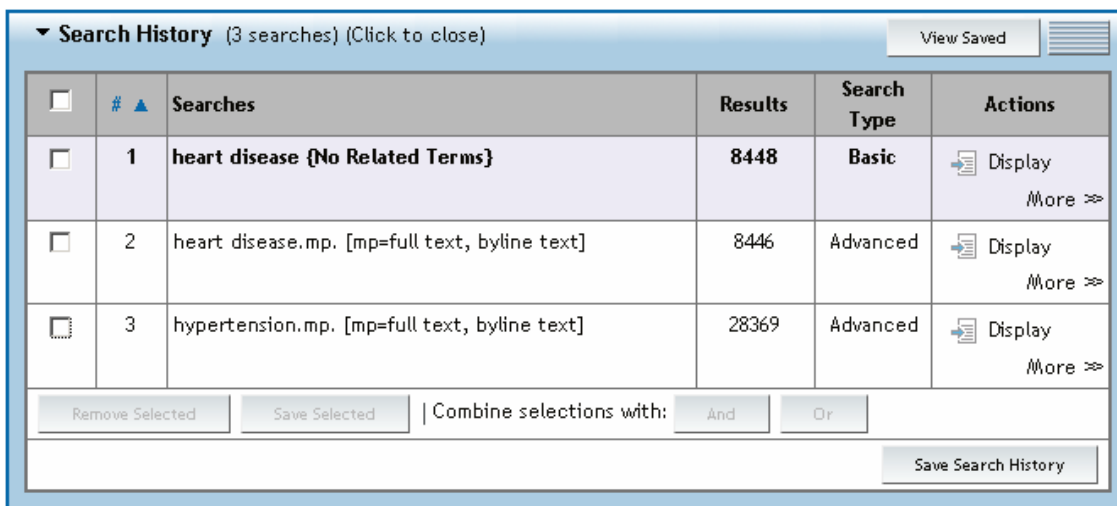 ▼ Search History (3 searches) (Click to close) View Saved
# ▲ Searches Results Search Type Actions
1 heart disease {No Related Terms} 8448 Basic Display
More >>
2 heart disease.mp. [mp=full text, byline text] 8446 Advanced Display
More >>
3 hypertension.mp. [mp=full text, byline text] 28369 Advanced Display
More >>
Remove Selected Save Selected | Combine selections with: And Or
Save Search History